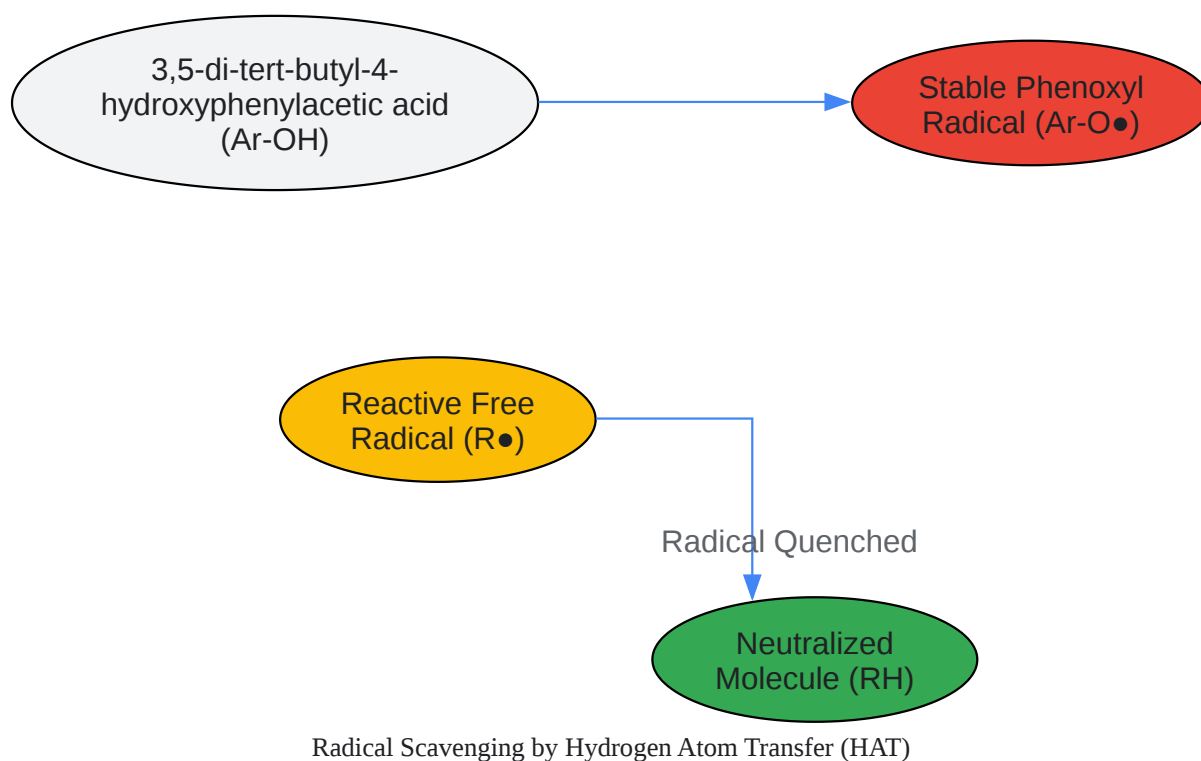 3,5-di-tert-butyl-4-
hydroxyphenylacetic acid
(Ar-OH)
Stable Phenoxyl
Radical (Ar-O●)
Reactive Free
Radical (R●)
Radical Quenched
Neutralized
Molecule (RH)
Radical Scavenging by Hydrogen Atom Transfer (HAT)